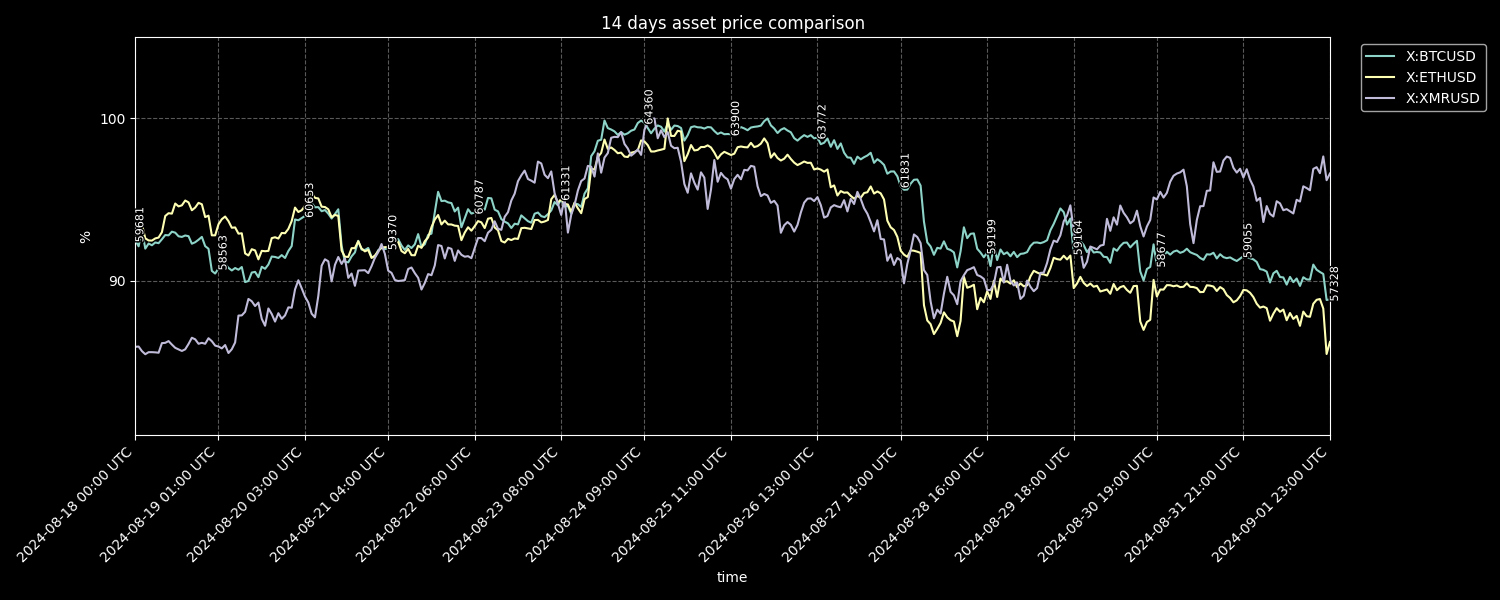 14 days asset price comparison
X:BTCUSD
X:ETHUSD
X:XMRUSD
100
90
%
59681
58563
60653
59370
60787
61331
64360
63900
63772
61831
59199
59164
58677
59055
57328
2024-08-18 00:00 UTC
2024-08-19 01:00 UTC
2024-08-20 03:00 UTC
2024-08-21 04:00 UTC
2024-08-22 06:00 UTC
2024-08-23 08:00 UTC
2024-08-24 09:00 UTC
2024-08-25 11:00 UTC
2024-08-26 13:00 UTC
2024-08-27 14:00 UTC
2024-08-28 16:00 UTC
2024-08-29 18:00 UTC
2024-08-30 19:00 UTC
2024-08-31 21:00 UTC
2024-09-01 23:00 UTC
time